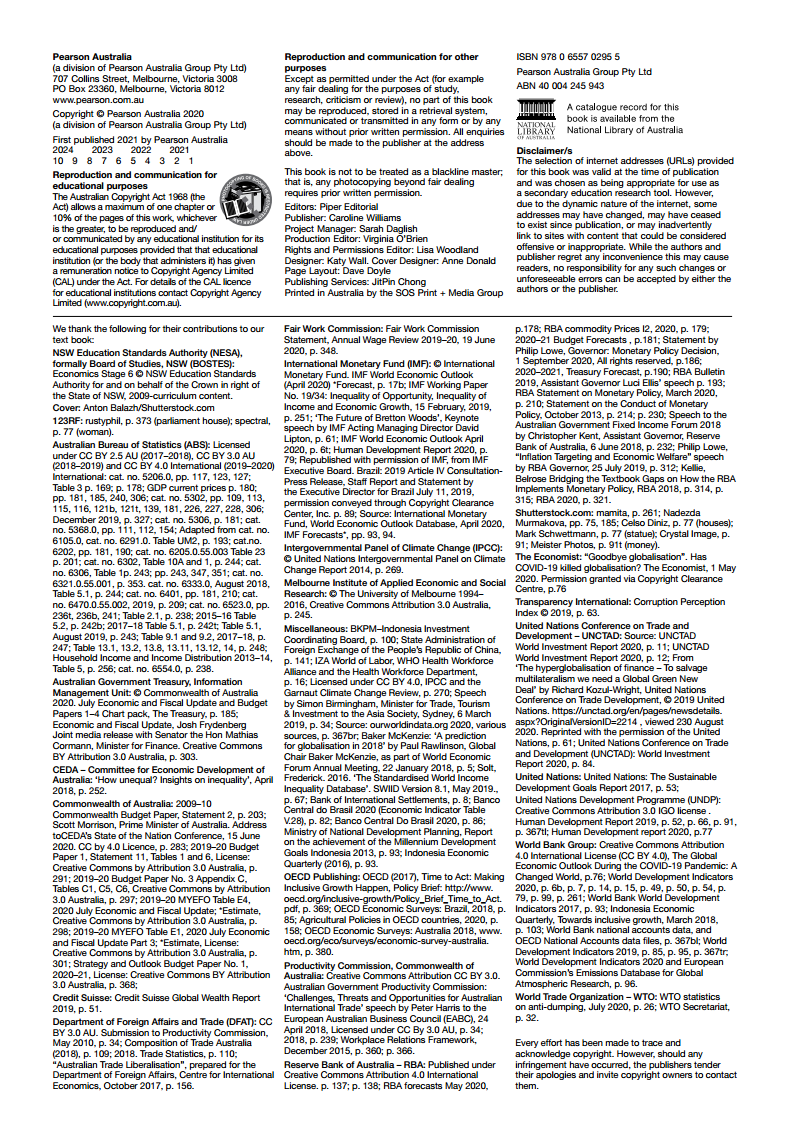 Pearson Australia
(a division of Pearson Australia Group Pty Ltd)
707 Collins Street, Melbourne, Victoria 3008
PO Box 23360, Melbourne, Victoria 8012
www.pearson.com.au
Copyright © Pearson Australia 2020
(a division of Pearson Australia Group Pty Ltd)
First published 2021 by Pearson Australia
2024 2023 2022 2021
10 9 8 7 6 5 4 3 2 1
Reproduction and communication for
educational purposes
The Australian Copyright Act 1968 (the
Act) allows a maximum of one chapter or
10% of the pages of this work, whichever
is the greater, to be reproduced and/
or communicated by any educational institution for its
educational purposes provided that that educational
institution (or the body that administers it) has given
a remuneration notice to Copyright Agency Limited
(CAL) under the Act. For details of the CAL licence
for educational institutions contact Copyright Agency
Limited (www.copyright.com.au).
Reproduction and communication for other
purposes
Except as permitted under the Act (for example
any fair dealing for the purposes of study,
research, criticism or review), no part of this book
may be reproduced, stored in a retrieval system,
communicated or transmitted in any form or by any
means without prior written permission. All enquiries
should be made to the publisher at the address
above.
This book is not to be treated as a blackline master;
that is, any photocopying beyond fair dealing
requires prior written permission.
Editors: Piper Editorial
Publisher: Caroline Williams
Project Manager: Sarah Daglish
Production Editor: Virginia O'Brien
Rights and Permissions Editor: Lisa Woodland
Designer: Katy Wall. Cover Designer: Anne Donald
Page Layout: Dave Doyle
Publishing Services: JitPin Chong
Printed in Australia by the SOS Print + Media Group
ISBN 978 0 6557 0295 5
Pearson Australia Group Pty Ltd
ABN 40 004 245 943
NATIONAL
LIBRARY
OF AUSTRALIA
A catalogue record for this
book is available from the
National Library of Australia
Disclaimer/s
The selection of internet addresses (URLs) provided
for this book was valid at the time of publication
and was chosen as being appropriate for use as
a secondary education research tool. However,
due to the dynamic nature of the internet, some
addresses may have changed, may have ceased
to exist since publication, or may inadvertently
link to sites with content that could be considered
offensive or inappropriate. While the authors and
publisher regret any inconvenience this may cause
readers, no responsibility for any such changes or
unforeseeable errors can be accepted by either the
authors or the publisher.
We thank the following for their contributions to our
text book:
NSW Education Standards Authority (NESA),
formally Board of Studies, NSW (BOSTES):
Economics Stage 6 © NSW Education Standards
Authority for and on behalf of the Crown in right of
the State of NSW, 2009-curriculum content.
Cover: Anton Balazh/Shutterstock.com
123RF: rustyphil, p. 373 (parliament house); spectral,
p. 77 (woman).
Australian Bureau of Statistics (ABS): Licensed
under CC BY 2.5 AU (2017–2018), CC BY 3.0 AU
(2018–2019) and CC BY 4.0 International (2019–2020)
International: cat. no. 5206.0, pp. 117, 123, 127;
Table 3 p. 169; p. 178; GDP current prices p. 180;
pp. 181, 185, 240, 306; cat. no. 5302, pp. 109, 113,
115, 116, 121b, 121t, 139, 181, 226, 227, 228, 306;
December 2019, p. 327; cat. no. 5306, p. 181; cat.
no. 5368.0, pp. 111, 112, 154; Adapted from cat. no.
6105.0, cat. no. 6291.0. Table UM2, p. 193; cat.no.
6202, pp. 181, 190; cat. no. 6205.0.55.003 Table 23
p. 201; cat. no. 6302, Table 10A and 1, p. 244; cat.
no. 6306, Table 1p. 243; pp. 243, 347, 351; cat. no.
6321.0.55.001, p. 353. cat no. 6333.0, August 2018,
Table 5.1, p. 244; cat no. 6401, pp. 181, 210; cat.
no. 6470.0.55.002, 2019, p. 209; cat. no. 6523.0, pp.
236t, 236b, 241; Table 2.1, p. 238; 2015–16 Table
5.2, p. 242b; 2017–18 Table 5.1, p. 242t; Table 5.1,
August 2019, p. 243; Table 9.1 and 9.2, 2017–18, p.
247; Table 13.1, 13.2, 13.8, 13.11, 13.12, 14, p. 248;
Household Income and Income Distribution 2013–14,
Table 5, p. 256; cat no. 6554.0, p. 238.
Australian Government Treasury, Information
Management Unit: © Commonwealth of Australia
2020. July Economic and Fiscal Update and Budget
Papers 1–4 Chart pack, The Treasury, p. 185;
Economic and Fiscal Update, Josh Frydenberg
Joint media release with Senator the Hon Mathias
Cormann, Minister for Finance. Creative Commons
BY Attribution 3.0 Australia, p. 303.
CEDA – Committee for Economic Development of
Australia: 'How unequal? Insights on inequality', April
2018, p. 252.
Commonwealth of Australia: 2009–10
Commonwealth Budget Paper, Statement 2, p. 203;
Scott Morrison, Prime Minister of Australia. Address
toCEDA's State of the Nation Conference, 15 June
2020. CC by 4.0 Licence, p. 283; 2019–20 Budget
Paper 1, Statement 11, Tables 1 and 6, License:
Creative Commons by Attribution 3.0 Australia, p.
291; 2019–20 Budget Paper No. 3 Appendix C,
Tables C1, C5, C6, Creative Commons by Attribution
3.0 Australia, p. 297; 2019–20 MYEFO Table E4,
2020 July Economic and Fiscal Update; *Estimate,
Creative Commons by Attribution 3.0 Australia, p.
298; 2019–20 MYEFO Table E1, 2020 July Economic
and Fiscal Update Part 3; *Estimate, License:
Creative Commons by Attribution 3.0 Australia, p.
301; Strategy and Outlook Budget Paper No. 1,
2020–21, License: Creative Commons BY Attribution
3.0 Australia, p. 368;
Credit Suisse: Credit Suisse Global Wealth Report
2019, p. 51.
Department of Foreign Affairs and Trade (DFAT): CC
BY 3.0 AU. Submission to Productivity Commission,
May 2010, p. 34; Composition of Trade Australia
(2018), p. 109; 2018. Trade Statistics, p. 110;
"Australian Trade Liberalisation", prepared for the
Department of Foreign Affairs, Centre for International
Economics, October 2017, p. 156.
Fair Work Commission: Fair Work Commission
Statement, Annual Wage Review 2019–20, 19 June
2020, p. 348.
International Monetary Fund (IMF): © International
Monetary Fund. IMF World Economic Outlook
(April 2020) *Forecast, p. 17b; IMF Working Paper
No. 19/34: Inequality of Opportunity, Inequality of
Income and Economic Growth, 15 February, 2019,
p. 251; 'The Future of Bretton Woods', Keynote
speech by IMF Acting Managing Director David
Lipton, p. 61; IMF World Economic Outlook April
2020, p. 6t; Human Development Report 2020, p.
79; Republished with permission of IMF, from IMF
Executive Board. Brazil: 2019 Article IV Consultation-
Press Release, Staff Report and Statement by
the Executive Director for Brazil July 11, 2019,
permission conveyed through Copyright Clearance
Center, Inc. p. 89; Source: International Monetary
Fund, World Economic Outlook Database, April 2020,
IMF Forecasts*, pp. 93, 94.
Intergovernmental Panel of Climate Change (IPCC):
© United Nations Intergovernmental Panel on Climate
Change Report 2014, p. 269.
Melbourne Institute of Applied Economic and Social
Research: © The University of Melbourne 1994–
2016, Creative Commons Attribution 3.0 Australia,
p. 245.
Miscellaneous: BKPM–Indonesia Investment
Coordinating Board, p. 100; State Administration of
Foreign Exchange of the People's Republic of China,
p. 141; IZA World of Labor, WHO Health Workforce
Alliance and the Health Workforce Department,
p. 16; Licensed under CC BY 4.0, IPCC and the
Garnaut Climate Change Review, p. 270; Speech
by Simon Birmingham, Minister for Trade, Tourism
& Investment to the Asia Society, Sydney, 6 March
2019, p. 34; Source: ourworldindata.org 2020, various
sources, p. 367br; Baker McKenzie: 'A prediction
for globalisation in 2018' by Paul Rawlinson, Global
Chair Baker McKenzie, as part of World Economic
Forum Annual Meeting, 22 January 2018, p. 5; Solt,
Frederick. 2016. 'The Standardised World Income
Inequality Database'. SWIID Version 8.1, May 2019.,
p. 67; Bank of International Settlements, p. 8; Banco
Central do Brasil 2020 (Economic Indicator Table
V.28), p. 82; Banco Central Do Brasil 2020, p. 86;
Ministry of National Development Planning, Report
on the achievement of the Millennium Development
Goals Indonesia 2013, p. 93; Indonesia Economic
Quarterly (2016), p. 93.
OECD Publishing: OECD (2017), Time to Act: Making
Inclusive Growth Happen, Policy Brief: http://www.
oecd.org/inclusive-growth/Policy_Brief_Time_to_Act.
pdf, p. 369; OECD Economic Surveys: Brazil, 2018, p.
85; Agricultural Policies in OECD countries, 2020, p.
158; OECD Economic Surveys: Australia 2018, www.
oecd.org/eco/surveys/economic-survey-australia.
htm, p. 380.
Productivity Commission, Commonwealth of
Australia: Creative Commons Attribution CC BY 3.0.
Australian Government Productivity Commission:
'Challenges, Threats and Opportunities for Australian
International Trade' speech by Peter Harris to the
European Australian Business Council (EABC), 24
April 2018, Licensed under CC By 3.0 AU, p. 34;
2018, p. 239; Workplace Relations Framework,
December 2015, p. 360; p. 366.
Reserve Bank of Australia – RBA: Published under
Creative Commons Attribution 4.0 International
License. p. 137; p. 138; RBA forecasts May 2020,
p.178; RBA commodity Prices I2, 2020, p. 179;
2020–21 Budget Forecasts , p.181; Statement by
Philip Lowe, Governor: Monetary Policy Decision,
1 September 2020, All rights reserved, p.186;
2020–2021, Treasury Forecast, p.190; RBA Bulletin
2019, Assistant Governor Luci Ellis' speech p. 193;
RBA Statement on Monetary Policy, March 2020,
p. 210; Statement on the Conduct of Monetary
Policy, October 2013, p. 214; p. 230; Speech to the
Australian Government Fixed Income Forum 2018
by Christopher Kent, Assistant Governor, Reserve
Bank of Australia, 6 June 2018, p. 232; Philip Lowe,
"Inflation Targeting and Economic Welfare" speech
by RBA Governor, 25 July 2019, p. 312; Kellie,
Belrose Bridging the Textbook Gaps on How the RBA
Implements Monetary Policy, RBA 2018, p. 314, p.
315; RBA 2020, p. 321.
Shutterstock.com: mamita, p. 261; Nadezda
Murmakova, pp. 75, 185; Celso Diniz, p. 77 (houses);
Mark Schwettmann, p. 77 (statue); Crystal Image, p.
91; Meister Photos, p. 91t (money).
The Economist: "Goodbye globalisation". Has
COVID-19 killed globalisation? The Economist, 1 May
2020. Permission granted via Copyright Clearance
Centre, p.76
Transparency International: Corruption Perception
Index © 2019, p. 63.
United Nations Conference on Trade and
Development – UNCTAD: Source: UNCTAD
World Investment Report 2020, p. 11; UNCTAD
World Investment Report 2020, p. 12; From
'The hyperglobalisation of finance – To salvage
multilateralism we need a Global Green New
Deal' by Richard Kozul-Wright, United Nations
Conference on Trade Development, © 2019 United
Nations. https://unctad.org/en/pages/newsdetails.
aspx?OriginalVersionID=2214 , viewed 230 August
2020. Reprinted with the permission of the United
Nations, p. 61; United Nations Conference on Trade
and Development (UNCTAD): World Investment
Report 2020, p. 84.
United Nations: United Nations: The Sustainable
Development Goals Report 2017, p. 53;
United Nations Development Programme (UNDP):
Creative Commons Attribution 3.0 IGO license .
Human Development Report 2019, p. 52, p. 66, p. 91,
p. 367tl; Human Development report 2020, p.77
World Bank Group: Creative Commons Attribution
4.0 International License (CC BY 4.0), The Global
Economic Outlook During the COVID-19 Pandemic: A
Changed World, p.76; World Development Indicators
2020, p. 6b, p. 7, p. 14, p. 15, p. 49, p. 50, p. 54, p.
79, p. 99, p. 261; World Bank World Development
Indicators 2017, p. 93; Indonesia Economic
Quarterly, Towards inclusive growth, March 2018,
p. 103; World Bank national accounts data, and
OECD National Accounts data files, p. 367bl; World
Development Indicators 2019, p. 85, p. 95, p. 367tr;
World Development Indicators 2020 and European
Commission's Emissions Database for Global
Atmospheric Research, p. 96.
World Trade Organization – WTO: WTO statistics
on anti-dumping, July 2020, p. 26; WTO Secretariat,
p. 32.
Every effort has been made to trace and
acknowledge copyright. However, should any
infringement have occurred, the publishers tender
their apologies and invite copyright owners to contact
them.